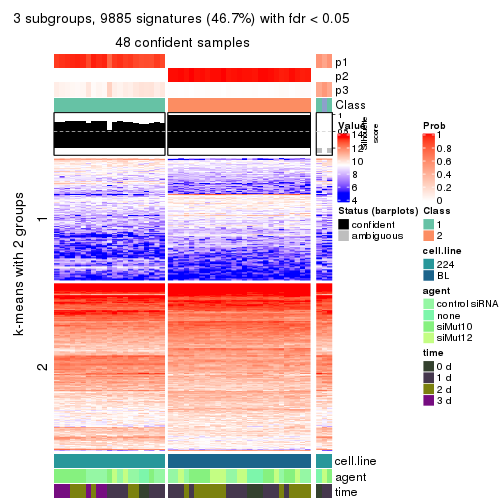 3 subgroups, 9885 signatures (46.7%) with fdr < 0.05
48 confident samples
p1
p2
p3
Class
1
Silhouette
score
k-means with 2 groups
1
2
cell.line
agent
time
Value
14
12
10
8
6
4
Prob
1
0.8
0.6
0.4
0.2
0
Status (barplots)
confident
ambiguous
Class
1
2
cell.line
224
BL
agent
control siRNA
none
siMut10
siMut12
time
0 d
1 d
2 d
3 d